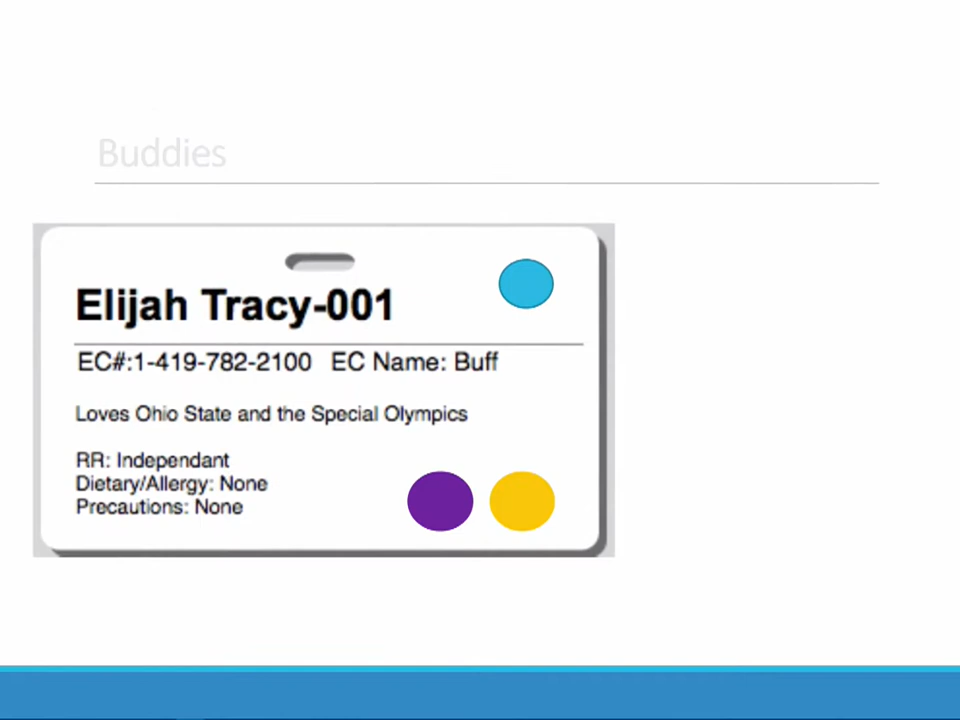 Buddies
Elijah Tracy-001
EC#:1-419-782-2100 EC Name: Buff
Loves Ohio State and the Special Olympics
RR: Independant
Dietary/Allergy: None
Precautions: None